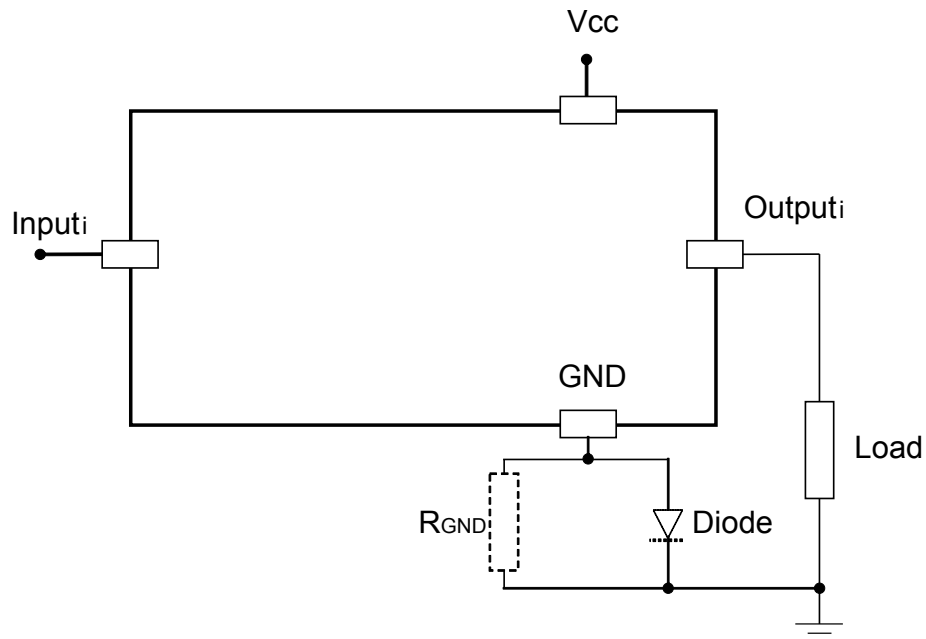 Vcc
Inputi
Outputi
GND
Load
RGND
Diode